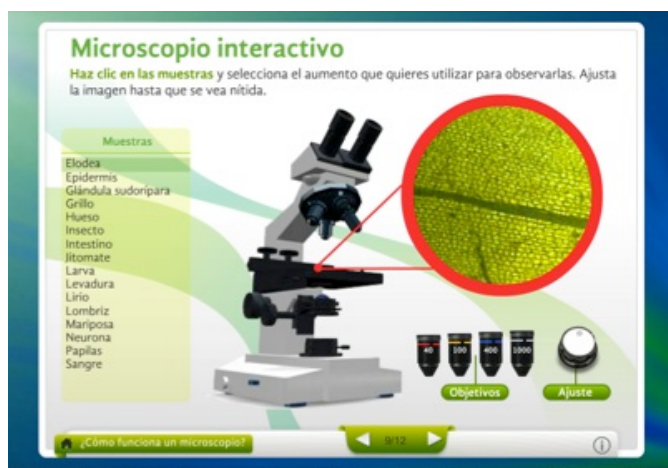 Microscopio interactivo
Haz clic en las muestras y selecciona el aumento que quieres utilizar para observarlas. Ajusta
la imagen hasta que se vea nítida.
Muestras
Elodea
Epidermis
Glándula sudorípara
Grillo
Hueso
Insecto
Intestino
Jitomate
Larva
Levadura
Lirio
Lombriz
Mariposa
Neurona
Papilas
Sangre
40 100 400 1000
Objetivos Ajuste
¿Cómo funciona un microscopio? 9/12